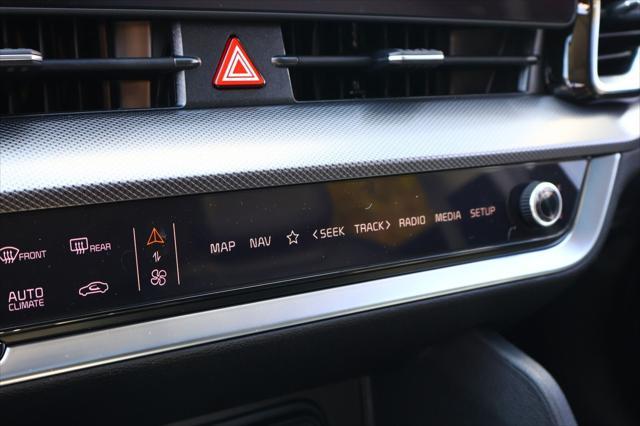 FRONT REAR
MAP NAV < SEEK TRACK > RADIO MEDIA SETUP
AUTO
CLIMATE